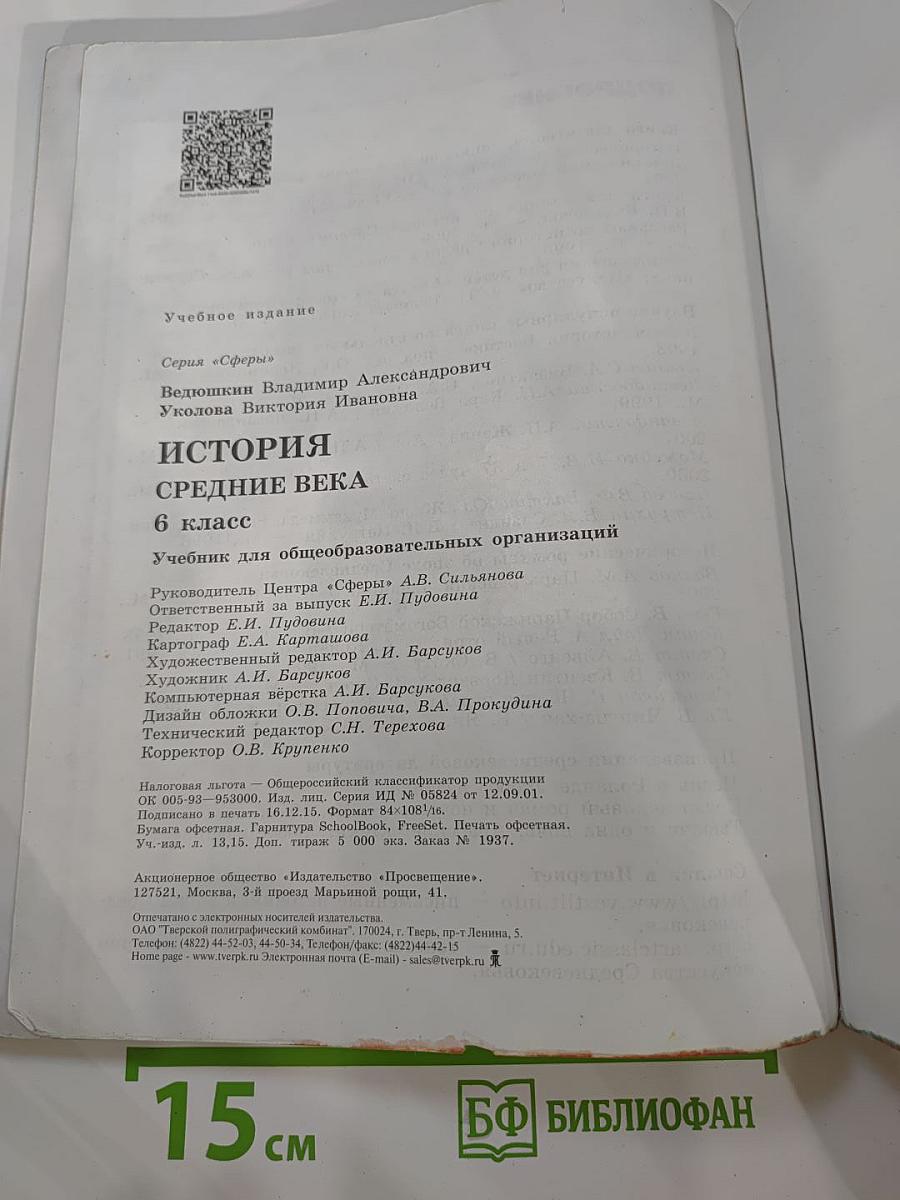 Учебное издание
Серия «Сферы»
Ведюшкин Владимир Александрович
Уколова Виктория Ивановна
ИСТОРИЯ
СРЕДНИЕ ВЕКА
6 класс
Учебник для общеобразовательных организаций
Руководитель Центра «Сферы» А.В. Сильянова
Ответственный за выпуск Е.И. Пудовина
Редактор Е.И. Пудовина
Картограф Е.А. Карташова
Художественный редактор А.И. Барсуков
Художник А.И. Барсуков
Компьютерная вёрстка А.И. Барсукова
Дизайн обложки О.В. Поповича, В.А. Прокудина
Технический редактор С.Н. Терехова
Корректор О.В. Крупенко
Налоговая льгота — Общероссийский классификатор продукции
ОК 005-93—953000. Изд. лиц. Серия ИД № 05824 от 12.09.01.
Подписано в печать 16.12.15. Формат 84×108¹/₁₆.
Бумага офсетная. Гарнитура SchoolBook, FreeSet. Печать офсетная.
Уч.-изд. л. 13,15. Доп. тираж 5 000 экз. Заказ № 1937.
Акционерное общество «Издательство «Просвещение».
127521, Москва, 3-й проезд Марьиной рощи, 41.
Отпечатано с электронных носителей издательства.
ОАО "Тверской полиграфический комбинат". 170024, г. Тверь, пр-т Ленина, 5.
Телефон: (4822) 44-52-03, 44-50-34, Телефон/факс: (4822)44-42-15
Home page - www.tverpk.ru Электронная почта (E-mail) - sales@tverpk.ru
15 см
БФ БИБЛИОФАН